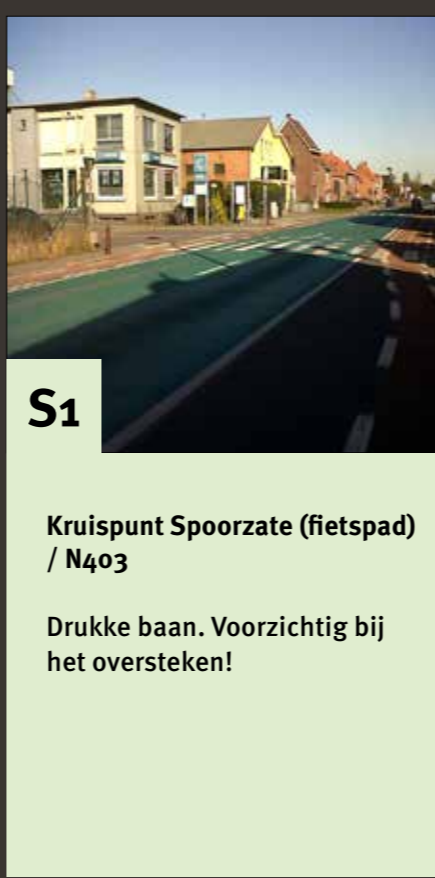 S1
Kruispunt Spoorzate (fietspad)
/ N403
Drukke baan. Voorzichtig bij
het oversteken!